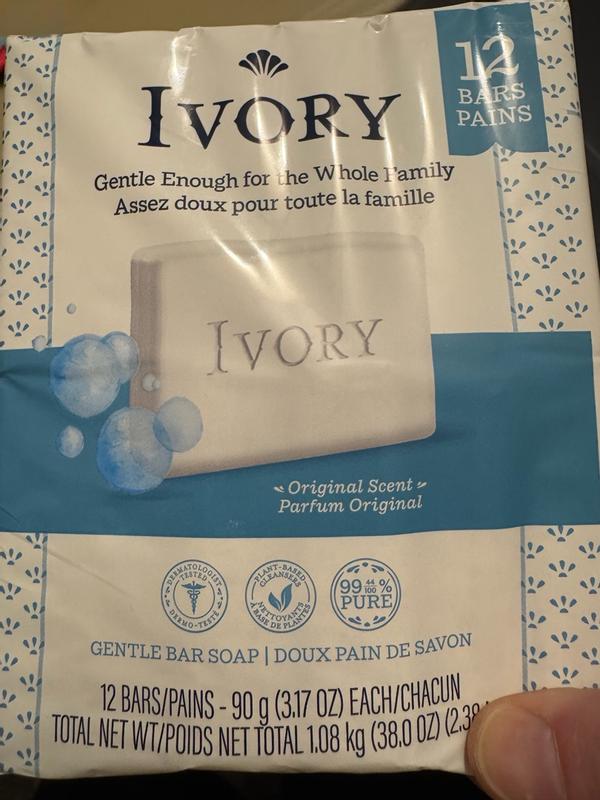 IVORY
12
BARS
PAINS
Gentle Enough for the Whole Family
Assez doux pour toute la famille
IVORY
Original Scent
Parfum Original
DERMATOLOGIST
TESTED
DERMO-TESTÉ
PLANT-BASED
CLEANSERS
NETTOYANTS
À BASE DE PLANTES
99 44/100 %
PURE
GENTLE BAR SOAP | DOUX PAIN DE SAVON
12 BARS/PAINS - 90 g (3.17 OZ) EACH/CHACUN
TOTAL NET WT/POIDS NET TOTAL 1.08 kg (38.0 OZ) (2.38